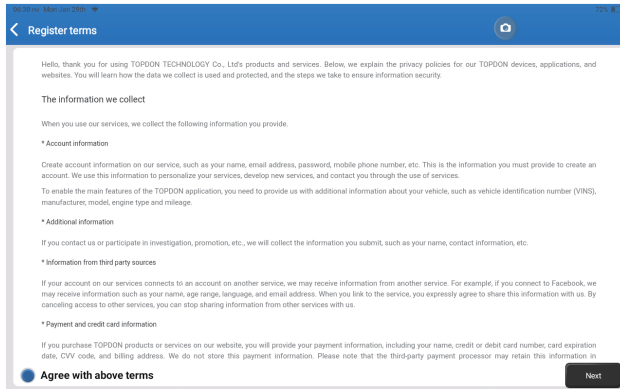 06:30 PM Mon Jan 25th
72%
Register terms
Hello, thank you for using TOPDON TECHNOLOGY Co., Ltd's products and services. Below, we explain the privacy policies for our TOPDON devices, applications, and
websites. You will learn how the data we collect is used and protected, and the steps we take to ensure information security.
The information we collect
When you use our services, we collect the following information you provide.
* Account information
Create account information on our service, such as your name, email address, password, mobile phone number, etc. This is the information you must provide to create an
account. We use this information to personalize your services, develop new services, and contact you through the use of services.
To enable the main features of the TOPDON application, you need to provide us with additional information about your vehicle, such as vehicle identification number (VINS),
manufacturer, model, engine type and mileage.
* Additional information
If you contact us or participate in investigation, promotion, etc., we will collect the information you submit, such as your name, contact information, etc.
* Information from third party sources
If your account on our services connects to an account on another service, we may receive information from another service. For example, if you connect to Facebook, we
may receive information such as your name, age range, language, and email address. When you link to the service, you expressly agree to share this information with us. By
canceling access to other services, you can stop sharing information from other services with us.
* Payment and credit card information
If you purchase TOPDON products or services on our website, you will provide your payment information, including your name, credit or debit card number, card expiration
date, CVV code, and billing address. We do not store this payment information. Please note that the third-party payment processor may retain this information in
Agree with above terms
Next